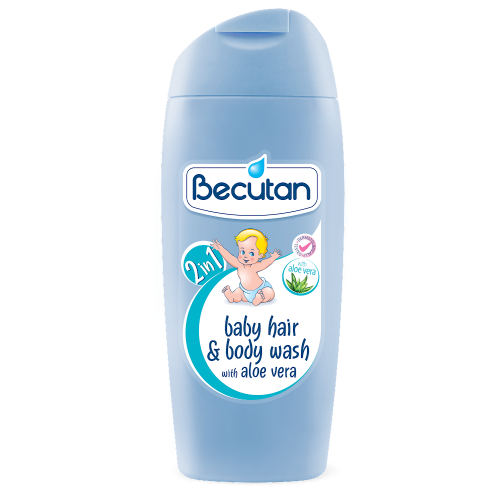 Becutan
2in1
with
aloe vera
baby hair
& body wash
with aloe vera